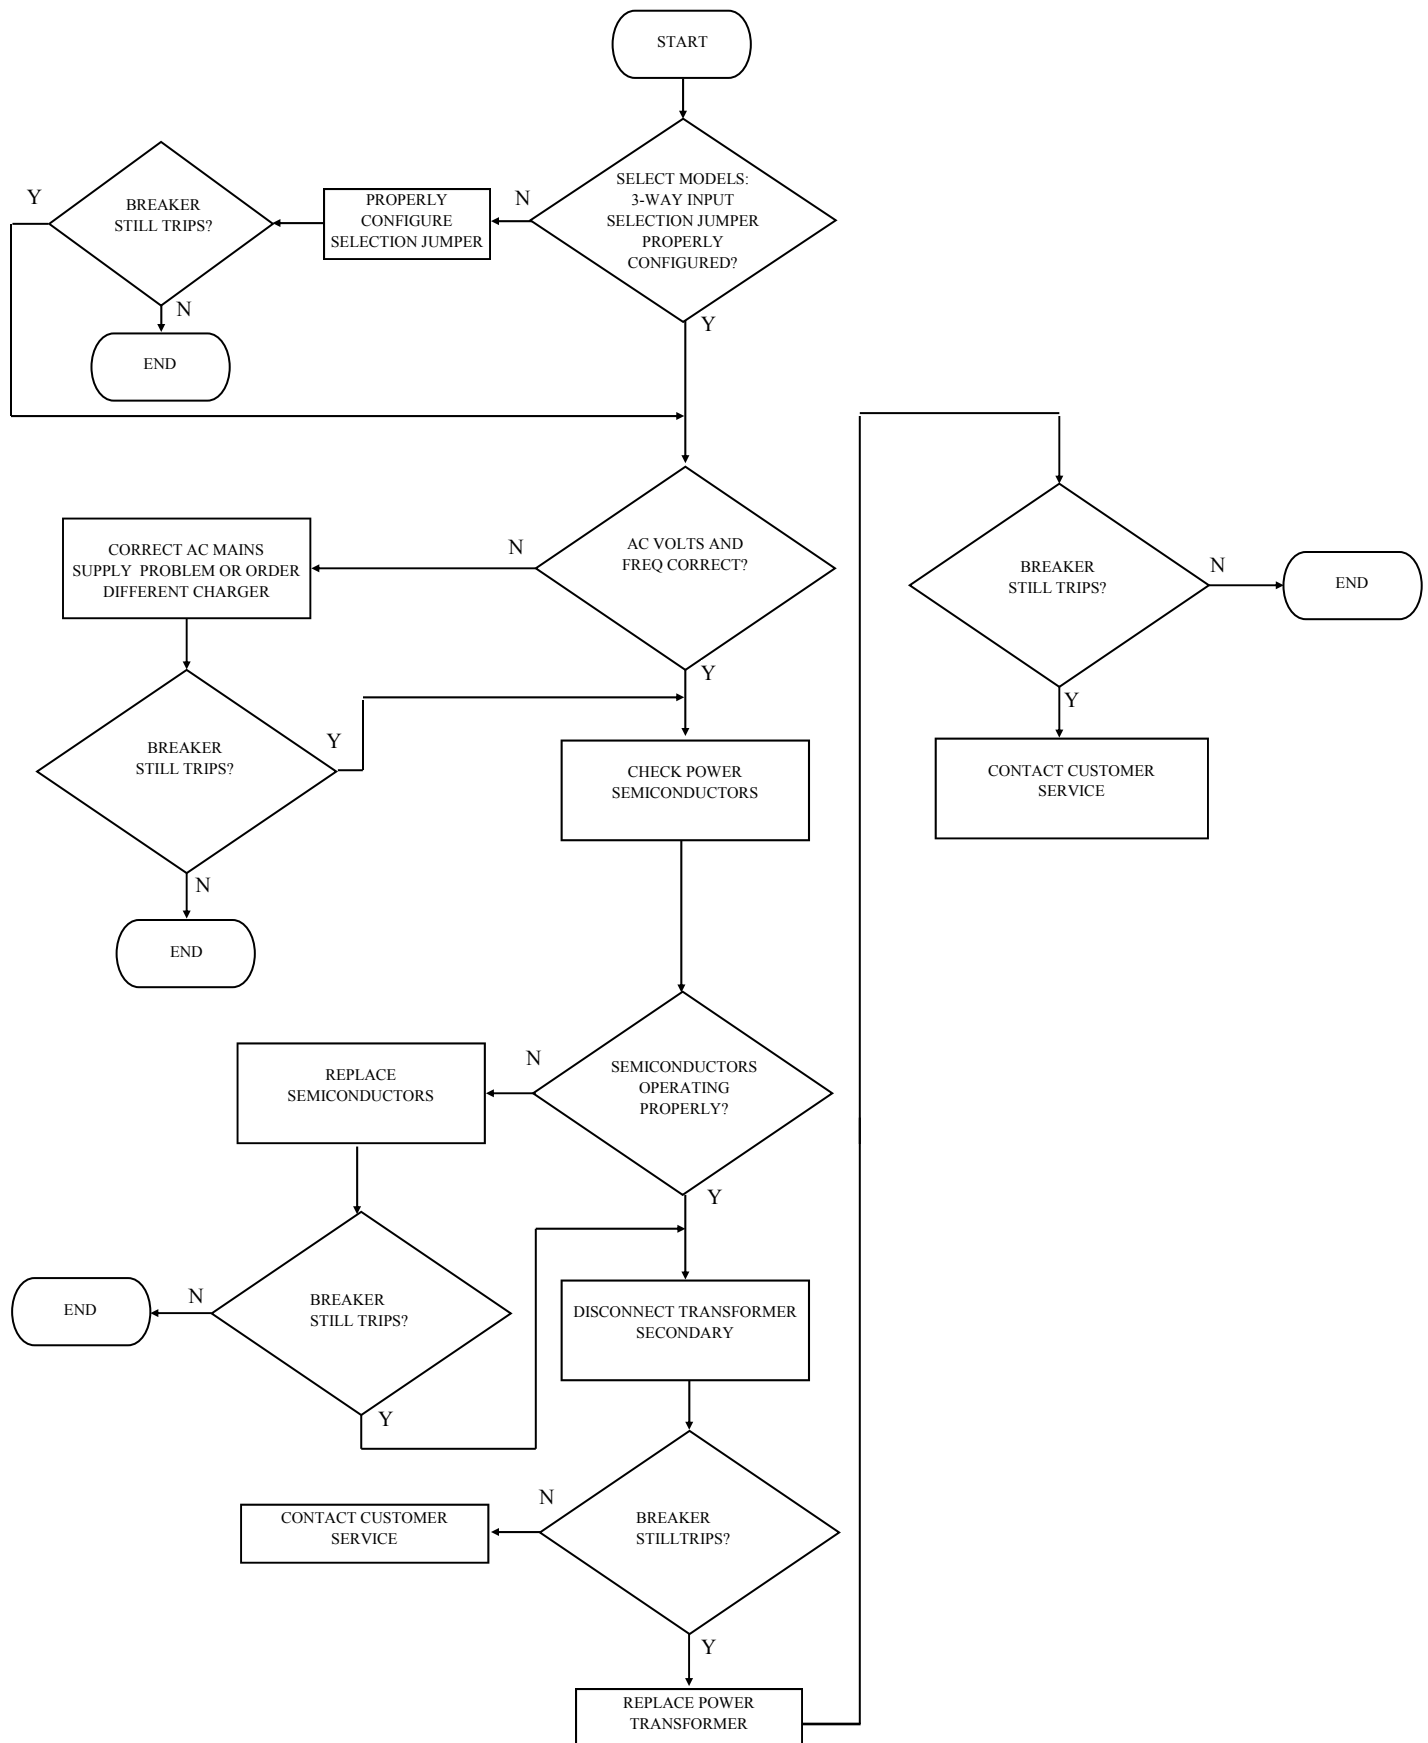 START
SELECT MODELS:
3-WAY INPUT
SELECTION JUMPER
PROPERLY
CONFIGURED?
N
PROPERLY
CONFIGURE
SELECTION JUMPER
BREAKER
STILL TRIPS?
Y
N
END
Y
AC VOLTS AND
FREQ CORRECT?
N
CORRECT AC MAINS
SUPPLY PROBLEM OR ORDER
DIFFERENT CHARGER
BREAKER
STILL TRIPS?
Y
N
END
Y
CHECK POWER
SEMICONDUCTORS
SEMICONDUCTORS
OPERATING
PROPERLY?
N
REPLACE
SEMICONDUCTORS
BREAKER
STILL TRIPS?
N
END
Y
Y
DISCONNECT TRANSFORMER
SECONDARY
BREAKER
STILLTRIPS?
N
CONTACT CUSTOMER
SERVICE
Y
REPLACE POWER
TRANSFORMER
BREAKER
STILL TRIPS?
N
END
Y
CONTACT CUSTOMER
SERVICE